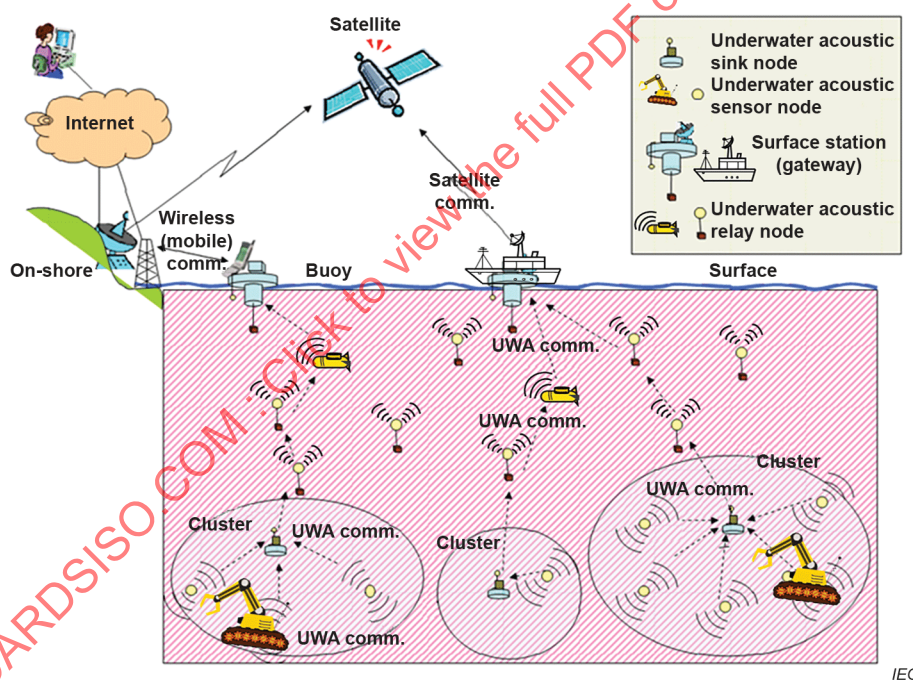 Satellite
Underwater acoustic
sink node
Underwater acoustic
sensor node
Surface station
(gateway)
Underwater acoustic
relay node
Internet
Satellite
comm.
Wireless
(mobile)
comm.
On-shore
Buoy
Surface
UWA comm.
UWA comm.
Cluster
UWA comm.
Cluster
UWA comm.
Cluster
UWA comm.
ARDSISO.COM : Click to view the full PDF o
IEC